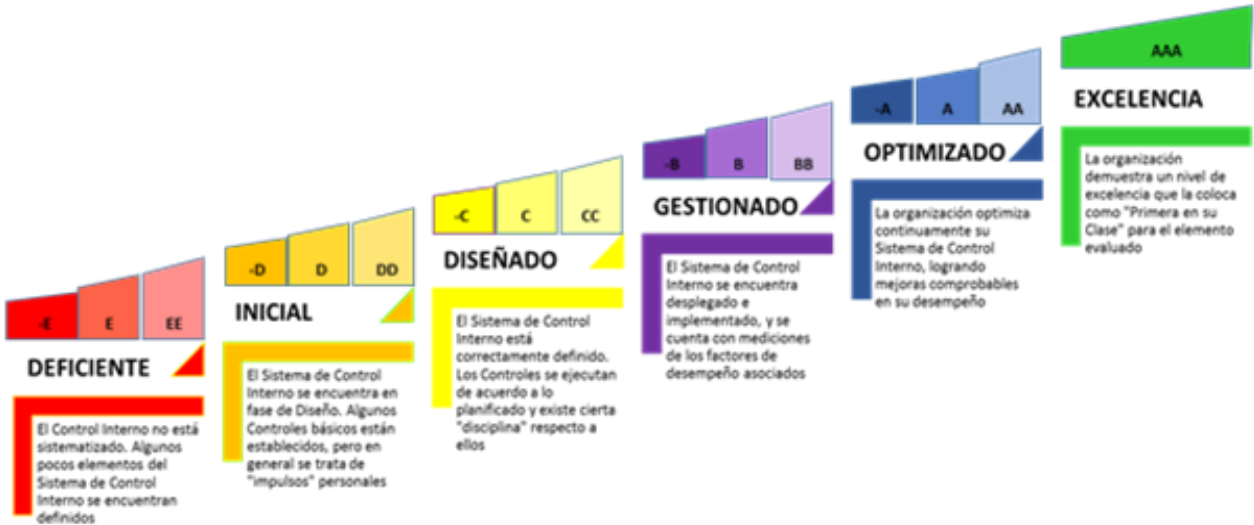 -E
E
EE
DEFICIENTE
El Control Interno no está
sistematizado. Algunos
pocos elementos del
Sistema de Control
Interno se encuentran
definidos
-D
D
DD
INICIAL
El Sistema de Control
Interno se encuentra en
fase de Diseño. Algunos
Controles básicos están
establecidos, pero en
general se trata de
"impulsos" personales
-C
C
CC
DISEÑADO
El Sistema de Control
Interno está
correctamente definido.
Los Controles se ejecutan
de acuerdo a lo
planificado y existe cierta
"disciplina" respecto a
ellos
-B
B
BB
GESTIONADO
El Sistema de Control
Interno se encuentra
desplegado e
implementado, y se
cuenta con mediciones
de los factores de
desempeño asociados
-A
A
AA
OPTIMIZADO
La organización optimiza
continuamente su
Sistema de Control
Interno, logrando
mejoras comprobables
en su desempeño
AAA
EXCELENCIA
La organización
demuestra un nivel de
excelencia que la coloca
como "Primera en su
Clase" para el elemento
evaluado